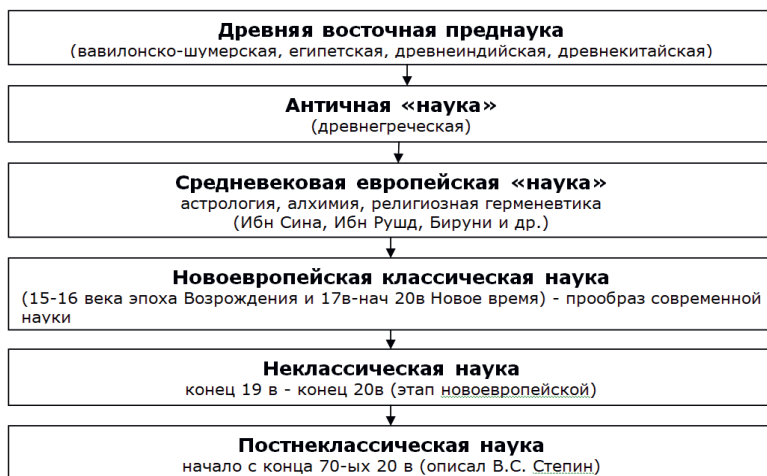 Древняя восточная преднаука
(вавилонско-шумерская, египетская, древнеиндийская, древнекитайская)
Античная «наука»
(древнегреческая)
Средневековая европейская «наука»
астрология, алхимия, религиозная герменевтика
(Ибн Сина, Ибн Рушд, Бируни и др.)
Новоевропейская классическая наука
(15-16 века эпоха Возрождения и 17в-нач 20в Новое время) - прообраз современной
науки
Неклассическая наука
конец 19 в - конец 20в (этап новоевропейской)
Постнеклассическая наука
начало с конца 70-ых 20 в (описал В.С. Степин)